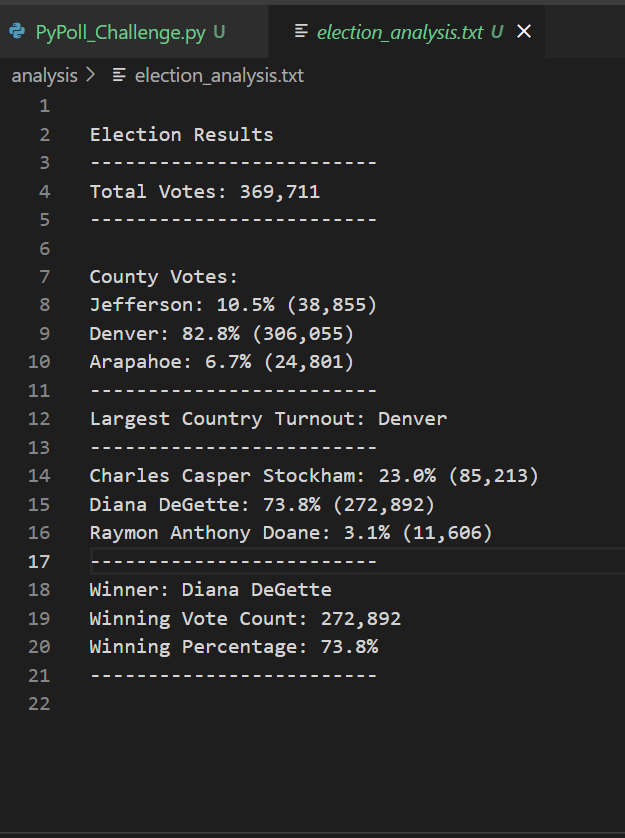 PyPoll_Challenge.py U election_analysis.txt U
analysis > election_analysis.txt
1
2 Election Results
3 -------------------------
4 Total Votes: 369,711
5 -------------------------
6
7 County Votes:
8 Jefferson: 10.5% (38,855)
9 Denver: 82.8% (306,055)
10 Arapahoe: 6.7% (24,801)
11 -------------------------
12 Largest Country Turnout: Denver
13 -------------------------
14 Charles Casper Stockham: 23.0% (85,213)
15 Diana DeGette: 73.8% (272,892)
16 Raymon Anthony Doane: 3.1% (11,606)
17 -------------------------
18 Winner: Diana DeGette
19 Winning Vote Count: 272,892
20 Winning Percentage: 73.8%
21 -------------------------
22